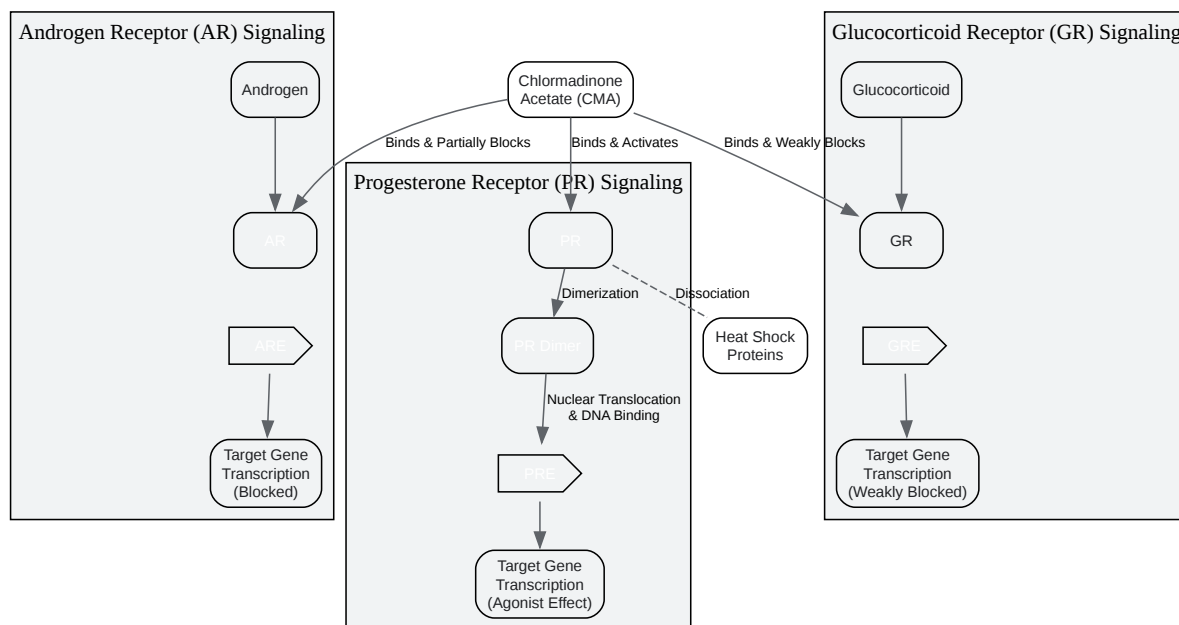 Androgen Receptor (AR) Signaling
Glucocorticoid Receptor (GR) Signaling
Androgen
Chlormadinone
Acetate (CMA)
Glucocorticoid
Binds & Partially Blocks
Binds & Activates
Binds & Weakly Blocks
Progesterone Receptor (PR) Signaling
AR
PR
GR
Dimerization
Dissociation
ARE
PR Dimer
Heat Shock
Proteins
GRE
Nuclear Translocation
& DNA Binding
Target Gene
Transcription
(Blocked)
PRE
Target Gene
Transcription
(Weakly Blocked)
Target Gene
Transcription
(Agonist Effect)